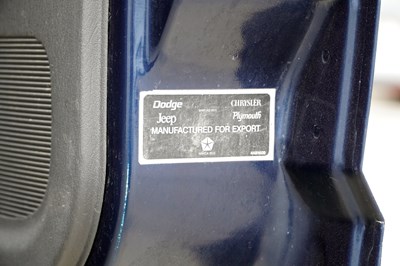 Dodge CHRYSLER
Jeep Plymouth
MANUFACTURED FOR EXPORT